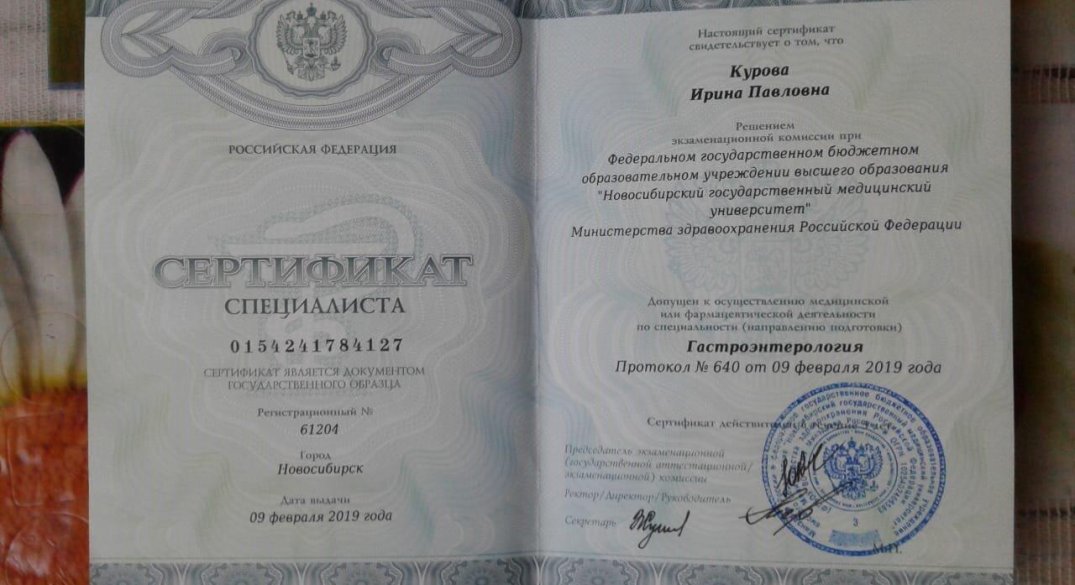 РОССИЙСКАЯ ФЕДЕРАЦИЯ
СЕРТИФИКАТ
СПЕЦИАЛИСТА
0154241784127
СЕРТИФИКАТ ЯВЛЯЕТСЯ ДОКУМЕНТОМ
ГОСУДАРСТВЕННОГО ОБРАЗЦА
Регистрационный №
61204
Город
Новосибирск
Дата выдачи
09 февраля 2019 года
Настоящий сертификат
свидетельствует о том, что
Курова
Ирина Павловна
Решением
экзаменационной комиссии при
Федеральном государственном бюджетном
образовательном учреждении высшего образования
"Новосибирский государственный медицинский
университет"
Министерства здравоохранения Российской Федерации
Допущен к осуществлению медицинской
или фармацевтической деятельности
по специальности (направлению подготовки)
Гастроэнтерология
Протокол № 640 от 09 февраля 2019 года
Сертификат действителен
Председатель экзаменационной
(государственной аттестационной/
экзаменационной) комиссии
Ректор/Директор/Руководитель
Секретарь
3
М.П.